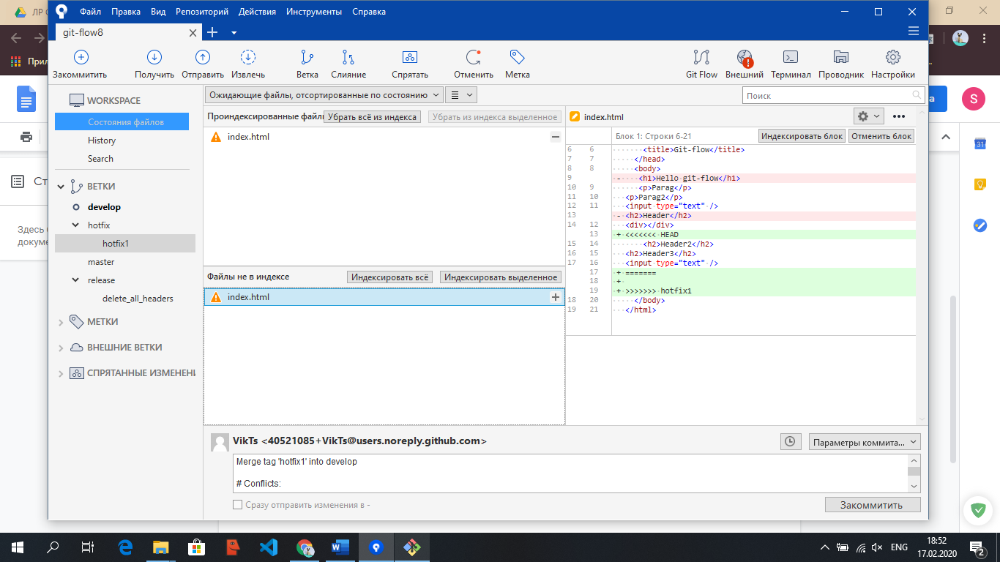 ЛР
Файл Правка Вид Репозиторий Действия Инструменты Справка
git-flow8
Закоммитить Получить Отправить Извлечь Ветка Слияние Спрятать Отменить Метка Git Flow Внешний Терминал Проводник Настройки
WORKSPACE
Состояния файлов
History
Search
ВЕТКИ
develop
hotfix
hotfix1
master
release
delete_all_headers
МЕТКИ
ВНЕШНИЕ ВЕТКИ
СПРЯТАННЫЕ ИЗМЕНЕНИ
Ожидающие файлы, отсортированные по состоянию
Поиск
Проиндексированные файлы Убрать всё из индекса Убрать из индекса выделенное
index.html
Файлы не в индексе Индексировать всё Индексировать выделенное
index.html
index.html
Блок 1: Строки 6-21 Индексировать блок Отменить блок
6 6 <title>Git-flow</title>
7 7 </head>
8 8 <body>
9 - <h1>Hello git-flow</h1>
10 9 <p>Parag</p>
11 10 <p>Parag2</p>
12 11 <input type="text" />
13 - <h2>Header</h2>
14 12 <div></div>
13 + <<<<<<< HEAD
15 14 <h2>Header2</h2>
16 15 <h2>Header3</h2>
17 16 <input type="text" />
17 + =======
18 +
19 + >>>>>>> hotfix1
18 20 </body>
19 21 </html>
VikTs <40521085+VikTs@users.noreply.github.com>
Параметры коммита...
Merge tag 'hotfix1' into develop
# Conflicts:
Сразу отправить изменения в -
Закоммитить
Прил
Ст
Здесь
докуме
а
S
31
W
ENG
18:52
17.02.2020
2